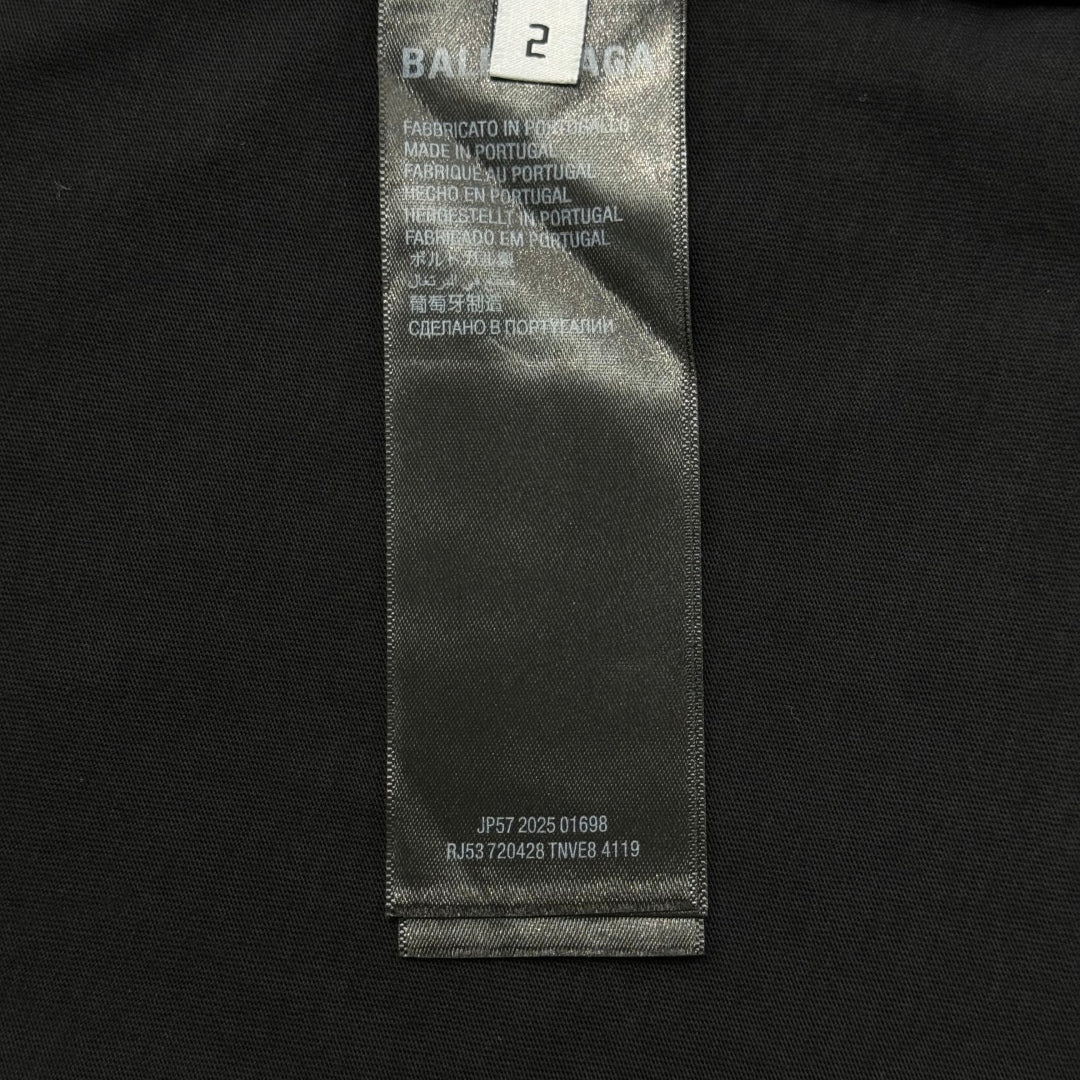 2
BALENCIAGA
FABBRICATO IN PORTOGALLO
MADE IN PORTUGAL
FABRIQUE AU PORTUGAL
HECHO EN PORTUGAL
HERGESTELLT IN PORTUGAL
FABRICADO EM PORTUGAL
ポルトガル製
صنع في البرتغال
葡萄牙制造
СДЕЛАНО В ПОРТУГАЛИИ
JP57 2025 01698
RJ53 720428 TNVE8 4119